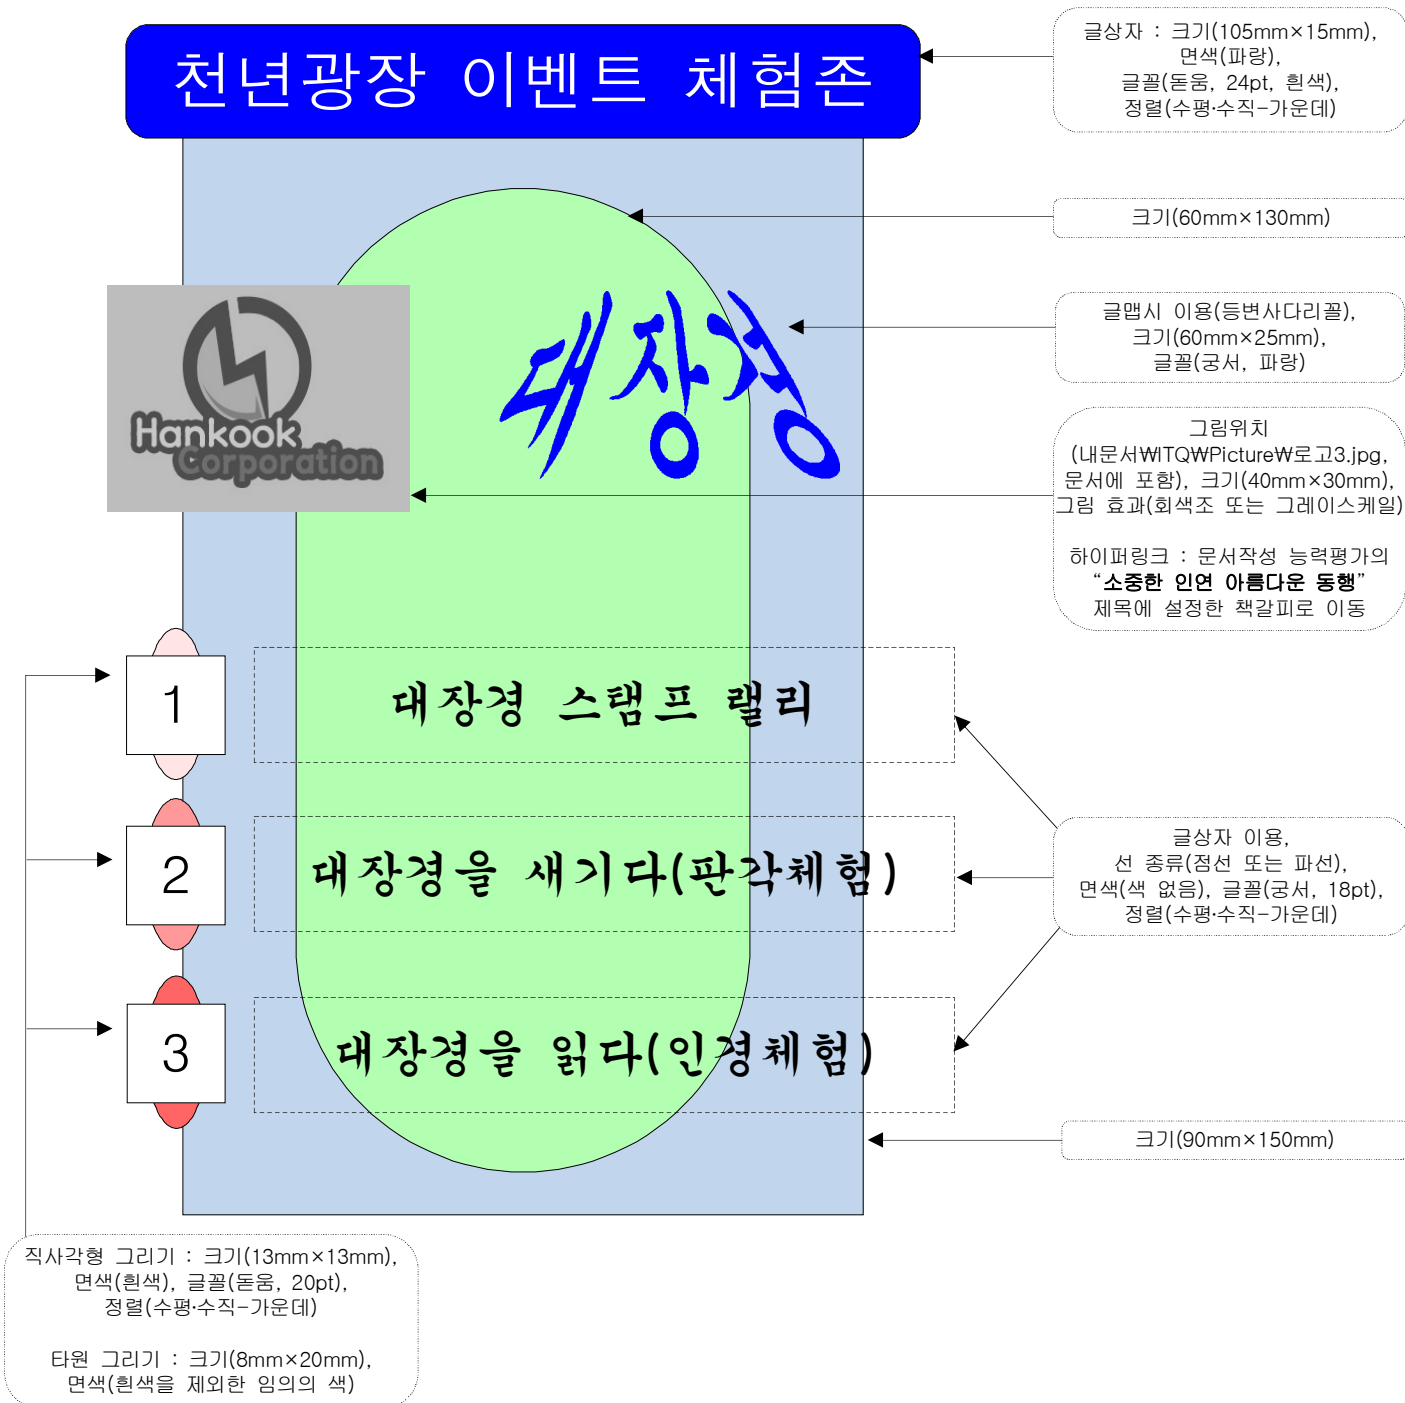 천년광장 이벤트 체험존
글상자 : 크기(105mm×15mm),
면색(파랑),
글꼴(돋움, 24pt, 흰색),
정렬(수평·수직-가운데)
크기(60mm×130mm)
대장경
글맵시 이용(등변사다리꼴),
크기(60mm×25mm),
글꼴(궁서, 파랑)
Hankook
Corporation
그림위치
(내문서₩ITQ₩Picture₩로고3.jpg,
문서에 포함), 크기(40mm×30mm),
그림 효과(회색조 또는 그레이스케일)
하이퍼링크 : 문서작성 능력평가의
“소중한 인연 아름다운 동행”
제목에 설정한 책갈피로 이동
1
대장경 스탬프 랠리
2
대장경을 새기다(판각체험)
글상자 이용,
선 종류(점선 또는 파선),
면색(색 없음), 글꼴(궁서, 18pt),
정렬(수평·수직-가운데)
3
대장경을 읽다(인경체험)
크기(90mm×150mm)
직사각형 그리기 : 크기(13mm×13mm),
면색(흰색), 글꼴(돋움, 20pt),
정렬(수평·수직-가운데)
타원 그리기 : 크기(8mm×20mm),
면색(흰색을 제외한 임의의 색)